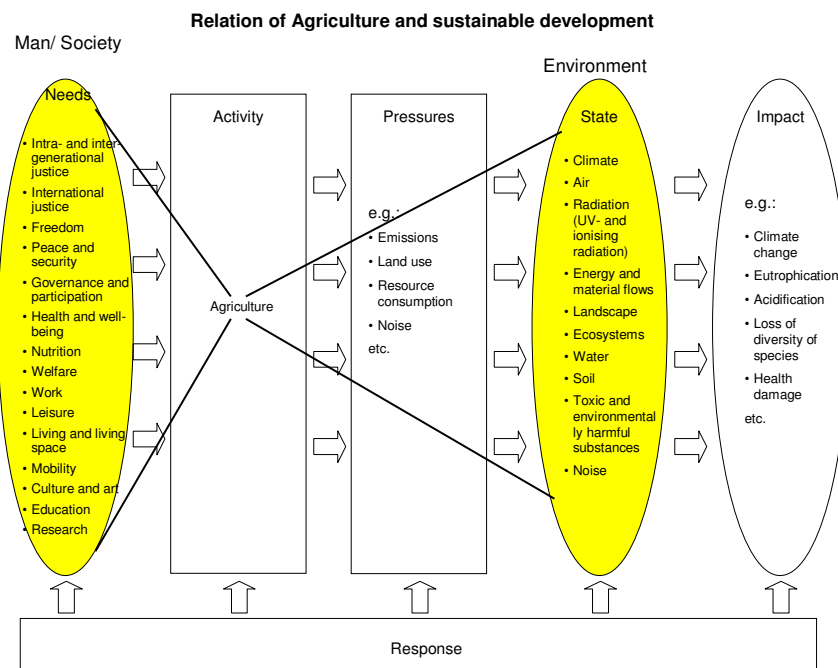 Relation of Agriculture and sustainable development
Man/ Society
Environment
Needs
• Intra- and inter-
generational
justice
• International
justice
• Freedom
• Peace and
security
• Governance and
participation
• Health and well-
being
• Nutrition
• Welfare
• Work
• Leisure
• Living and living
space
• Mobility
• Culture and art
• Education
• Research
Activity
Agriculture
Pressures
e.g.:
• Emissions
• Land use
• Resource
consumption
• Noise
etc.
State
• Climate
• Air
• Radiation
(UV- and
ionising
radiation)
• Energy and
material flows
• Landscape
• Ecosystems
• Water
• Soil
• Toxic and
environmental
ly harmful
substances
• Noise
Impact
e.g.:
• Climate
change
• Eutrophication
• Acidification
• Loss of
diversity of
species
• Health
damage
etc.
Response